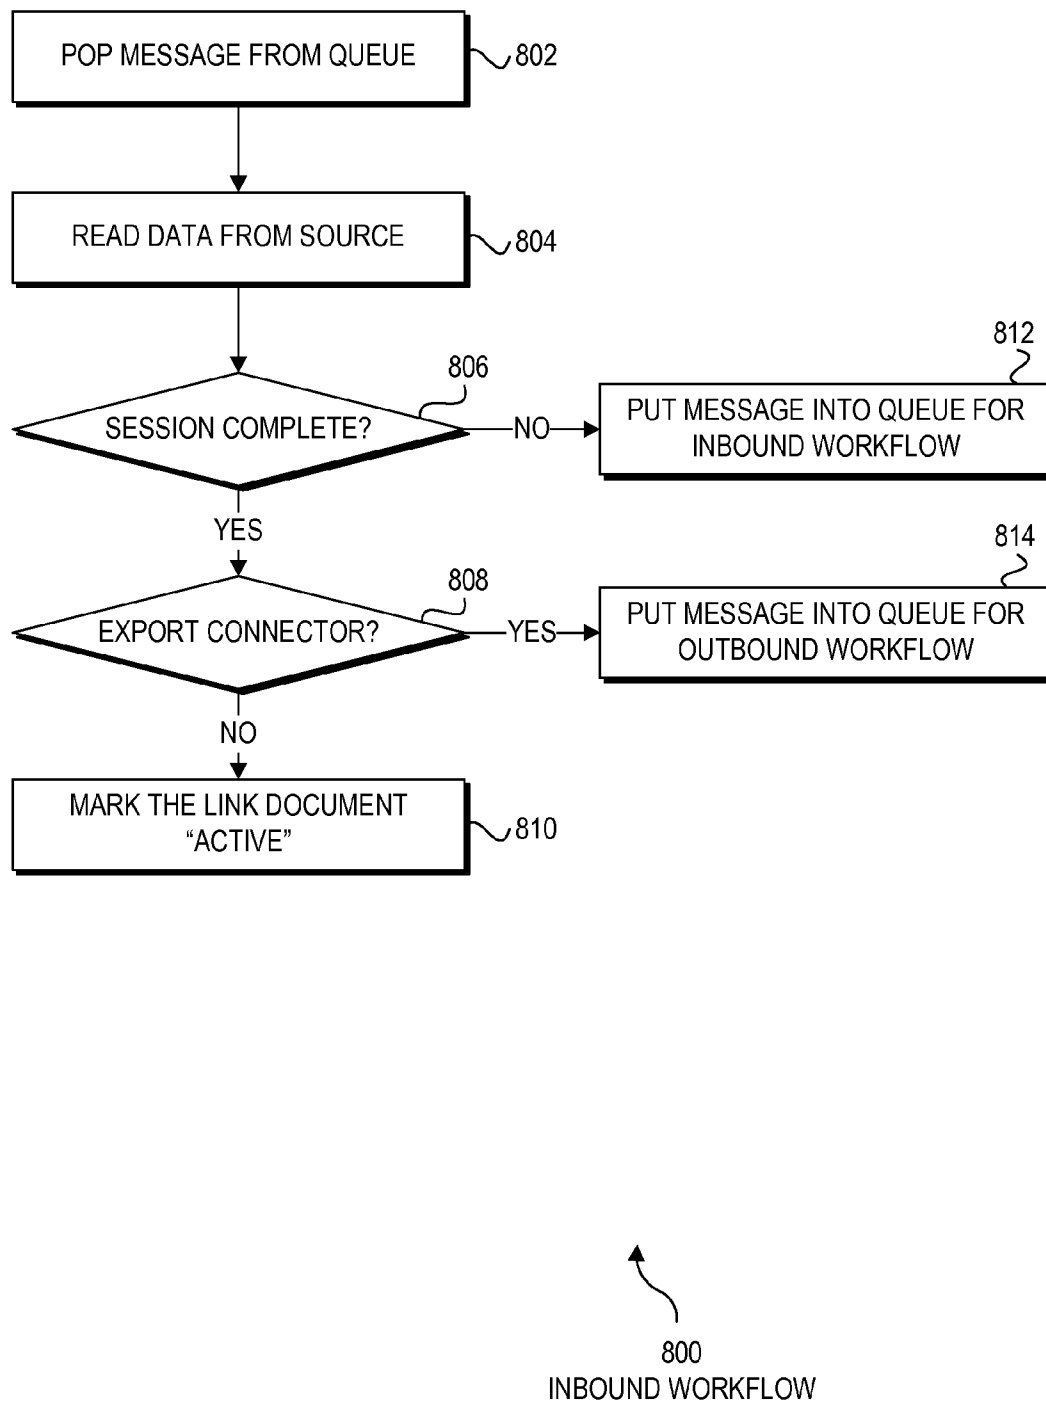 POP MESSAGE FROM QUEUE
802
READ DATA FROM SOURCE
804
806
812
SESSION COMPLETE?
NO
PUT MESSAGE INTO QUEUE FOR
INBOUND WORKFLOW
YES
808
814
EXPORT CONNECTOR?
YES
PUT MESSAGE INTO QUEUE FOR
OUTBOUND WORKFLOW
NO
MARK THE LINK DOCUMENT
“ACTIVE”
810
800
INBOUND WORKFLOW